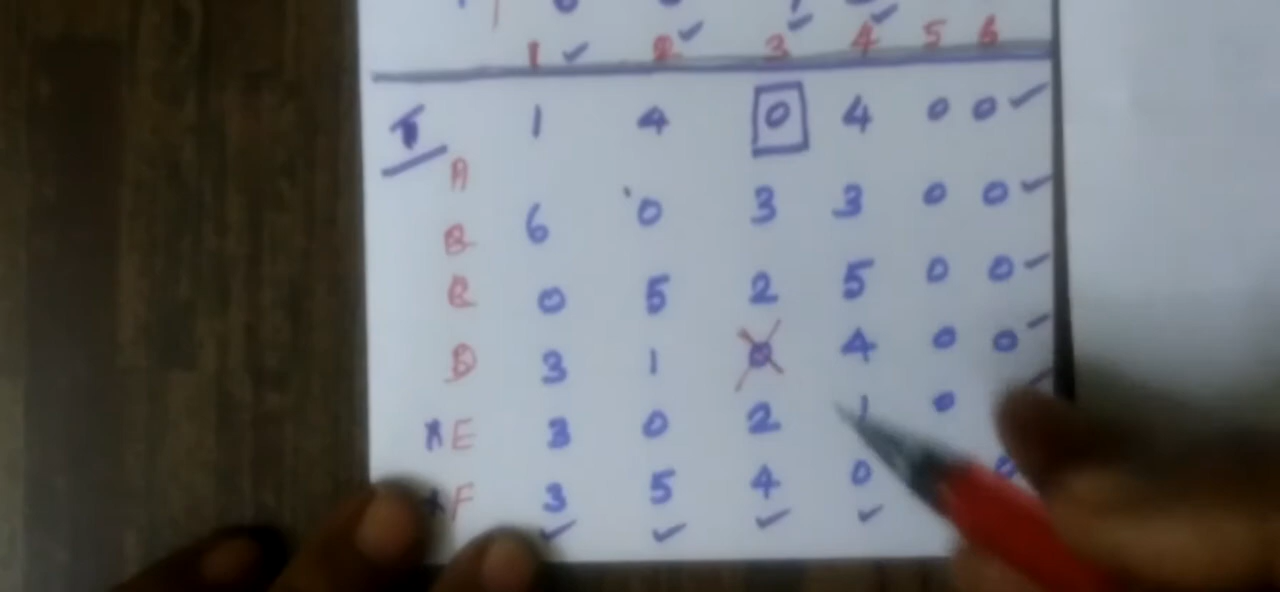 1 ✓ 2 ✓ 3 ✓ 4 ✓ 5 6
I 1 4 0 4 0 0 ✓
A
B 6 0 3 3 0 0 ✓
C 0 5 2 5 0 0 ✓
D 3 1 0 4 0 0 ✓
* E 3 0 2 1 0
* F 3 5 4 0 0
✓ ✓ ✓ ✓